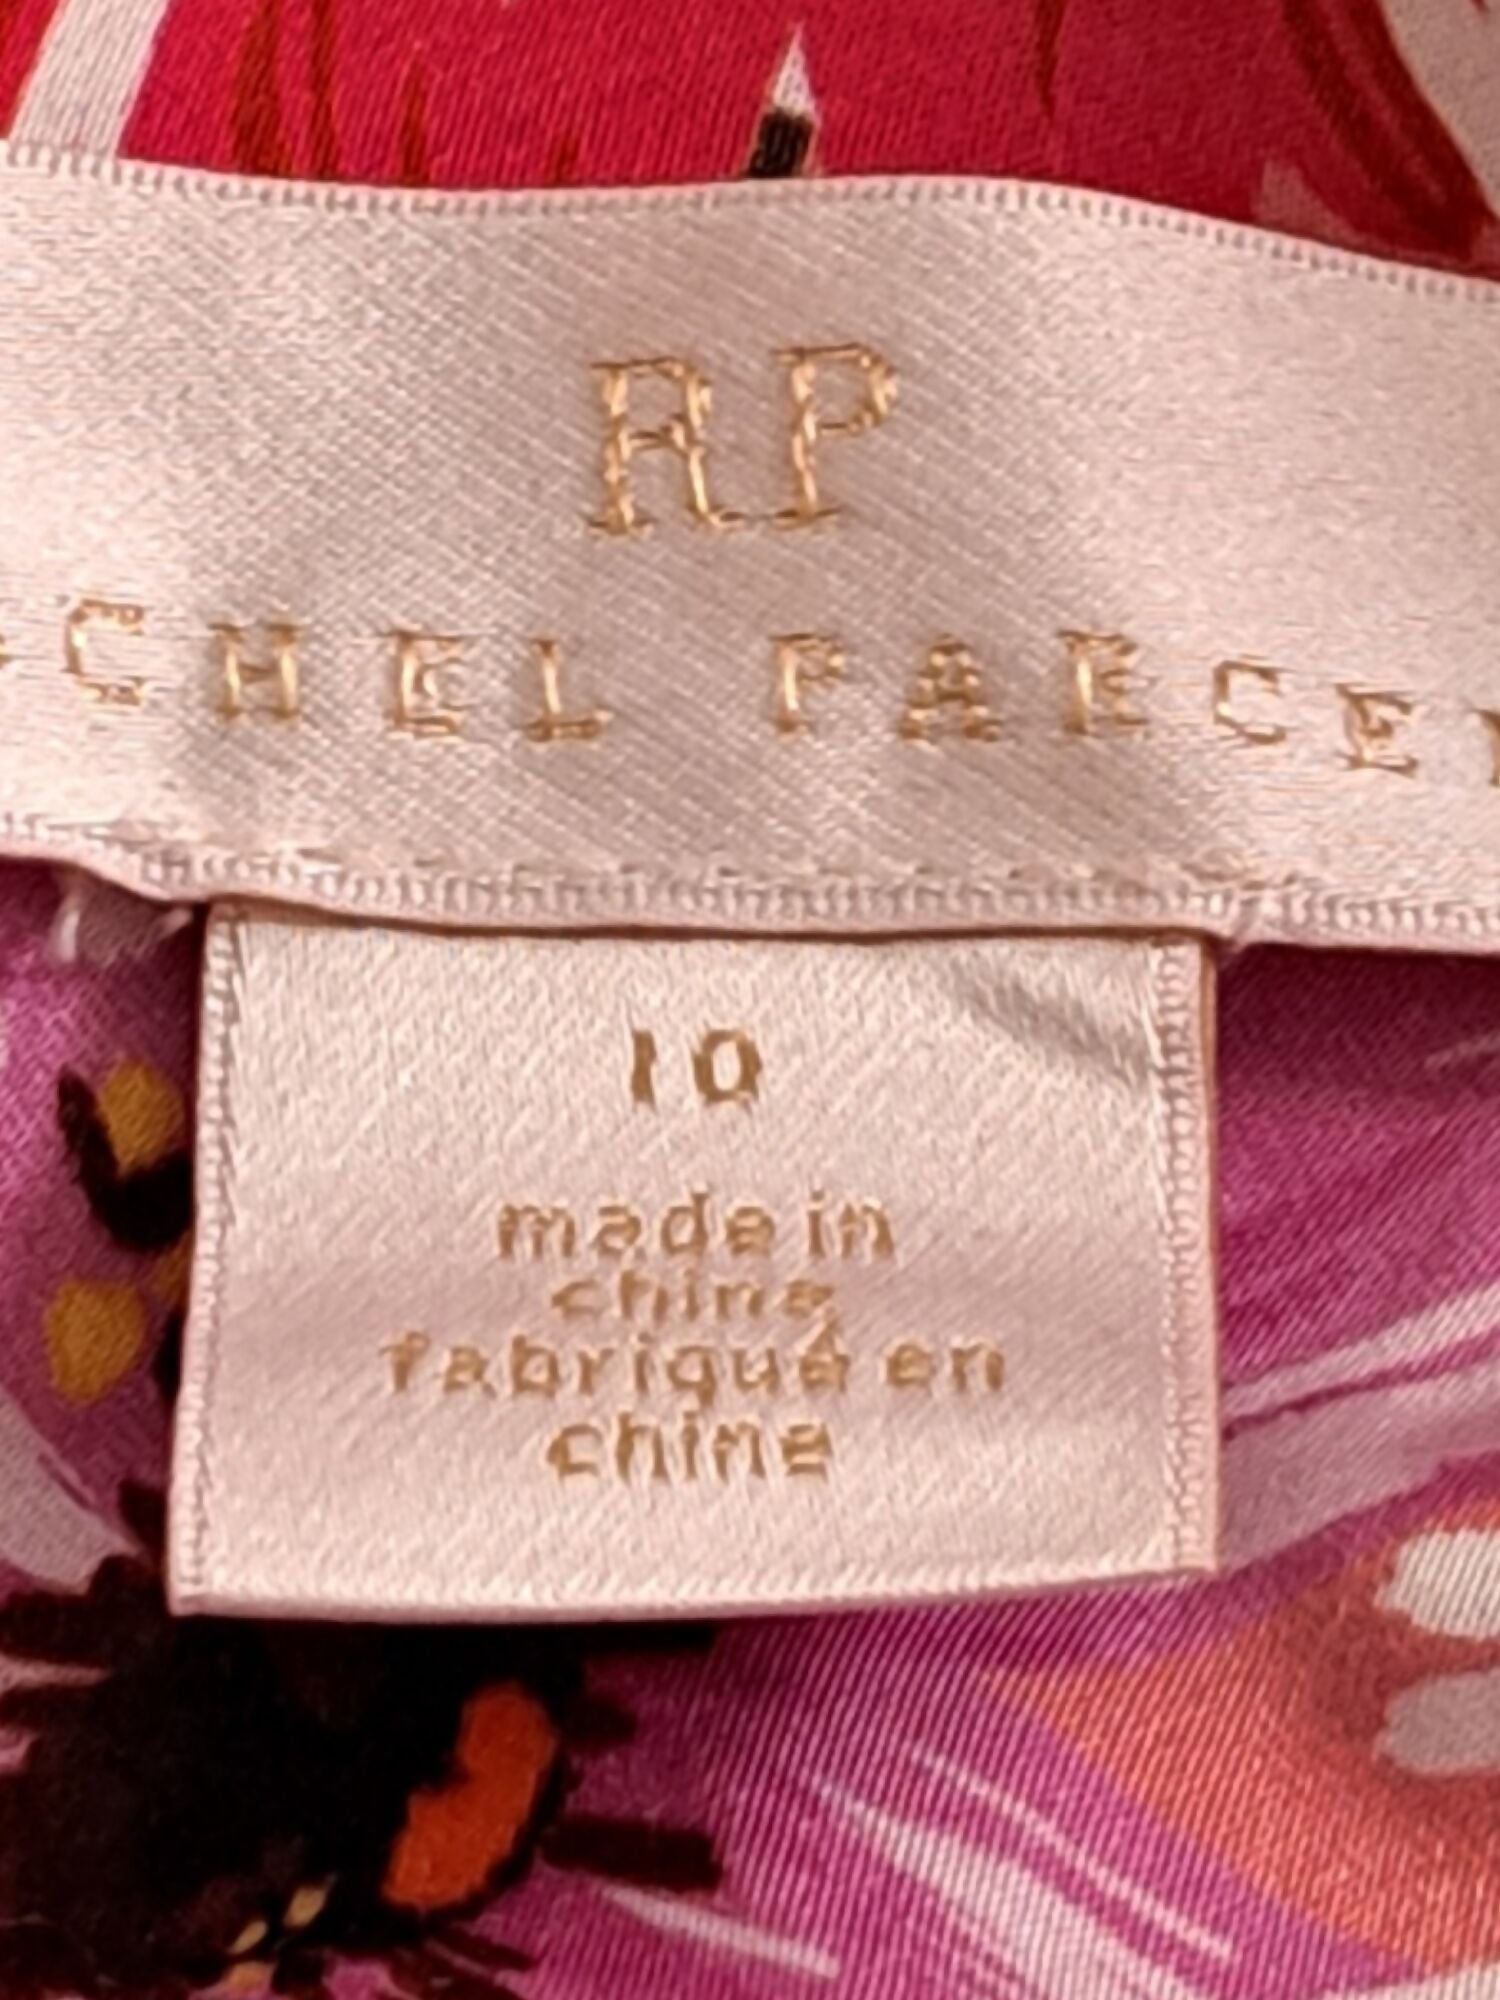 RP
CHEL PARCE
10
made in
china
fabriqué en
chine